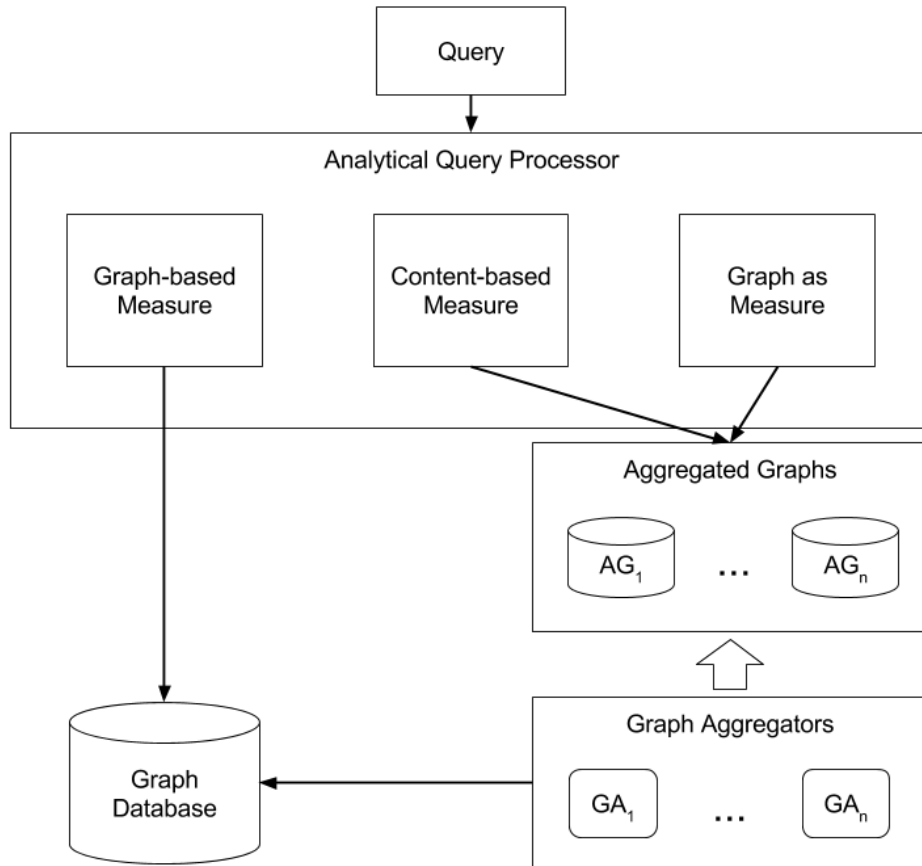 Query
Analytical Query Processor
Graph-based
Measure
Content-based
Measure
Graph as
Measure
Aggregated Graphs
AG₁ ... AGₙ
Graph Aggregators
Graph
Database
GA₁ ... GAₙ